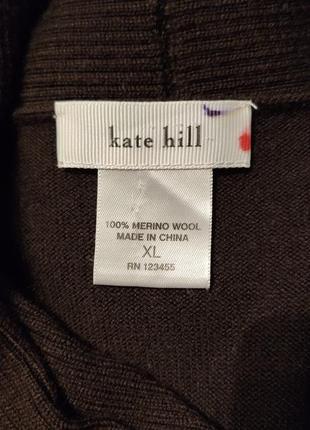 kate hill
100% MERINO WOOL
MADE IN CHINA
XL
RN 123455